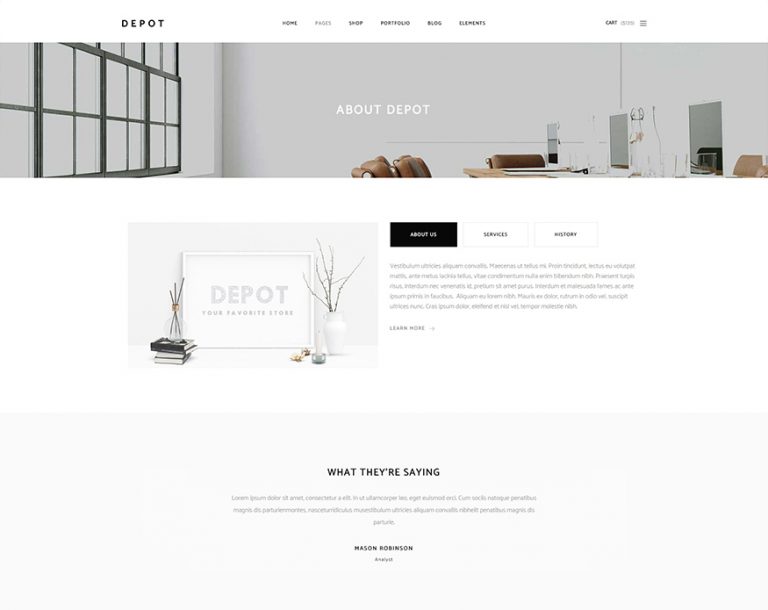 DEPOT
HOME PAGES SHOP PORTFOLIO BLOG ELEMENTS
CART ($135)
ABOUT DEPOT
DEPOT
YOUR FAVORITE STORE
ABOUT US SERVICES HISTORY
Vestibulum ultricies aliquam convallis. Maecenas ut tellus mi. Proin tincidunt, lectus eu volutpat
mattis, ante metus lacinia tellus, vitae condimentum nulla enim bibendum nibh. Praesent turpis
risus, interdum nec venenatis id, pretium sit amet purus. Interdum et malesuada fames ac ante
ipsum primis in faucibus. Aliquam eu lorem nibh. Mauris ex dolor, rutrum in odio vel, suscipit
ultrices nunc. Cras ipsum dolor, eleifend et nisl vel, tempor molestie nibh.
LEARN MORE
WHAT THEY'RE SAYING
Lorem Ipsum dolor sit amet, consectetur a elit. In ut ullamcorper leo, eget euismod orci. Cum sociis natoque penatibus
magnis dis parturienmontes, nasceturridiculus musvestibulum ultricies aliquam convallis nibhelit penatibus magnis dis
parturie.
MASON ROBINSON
Analyst